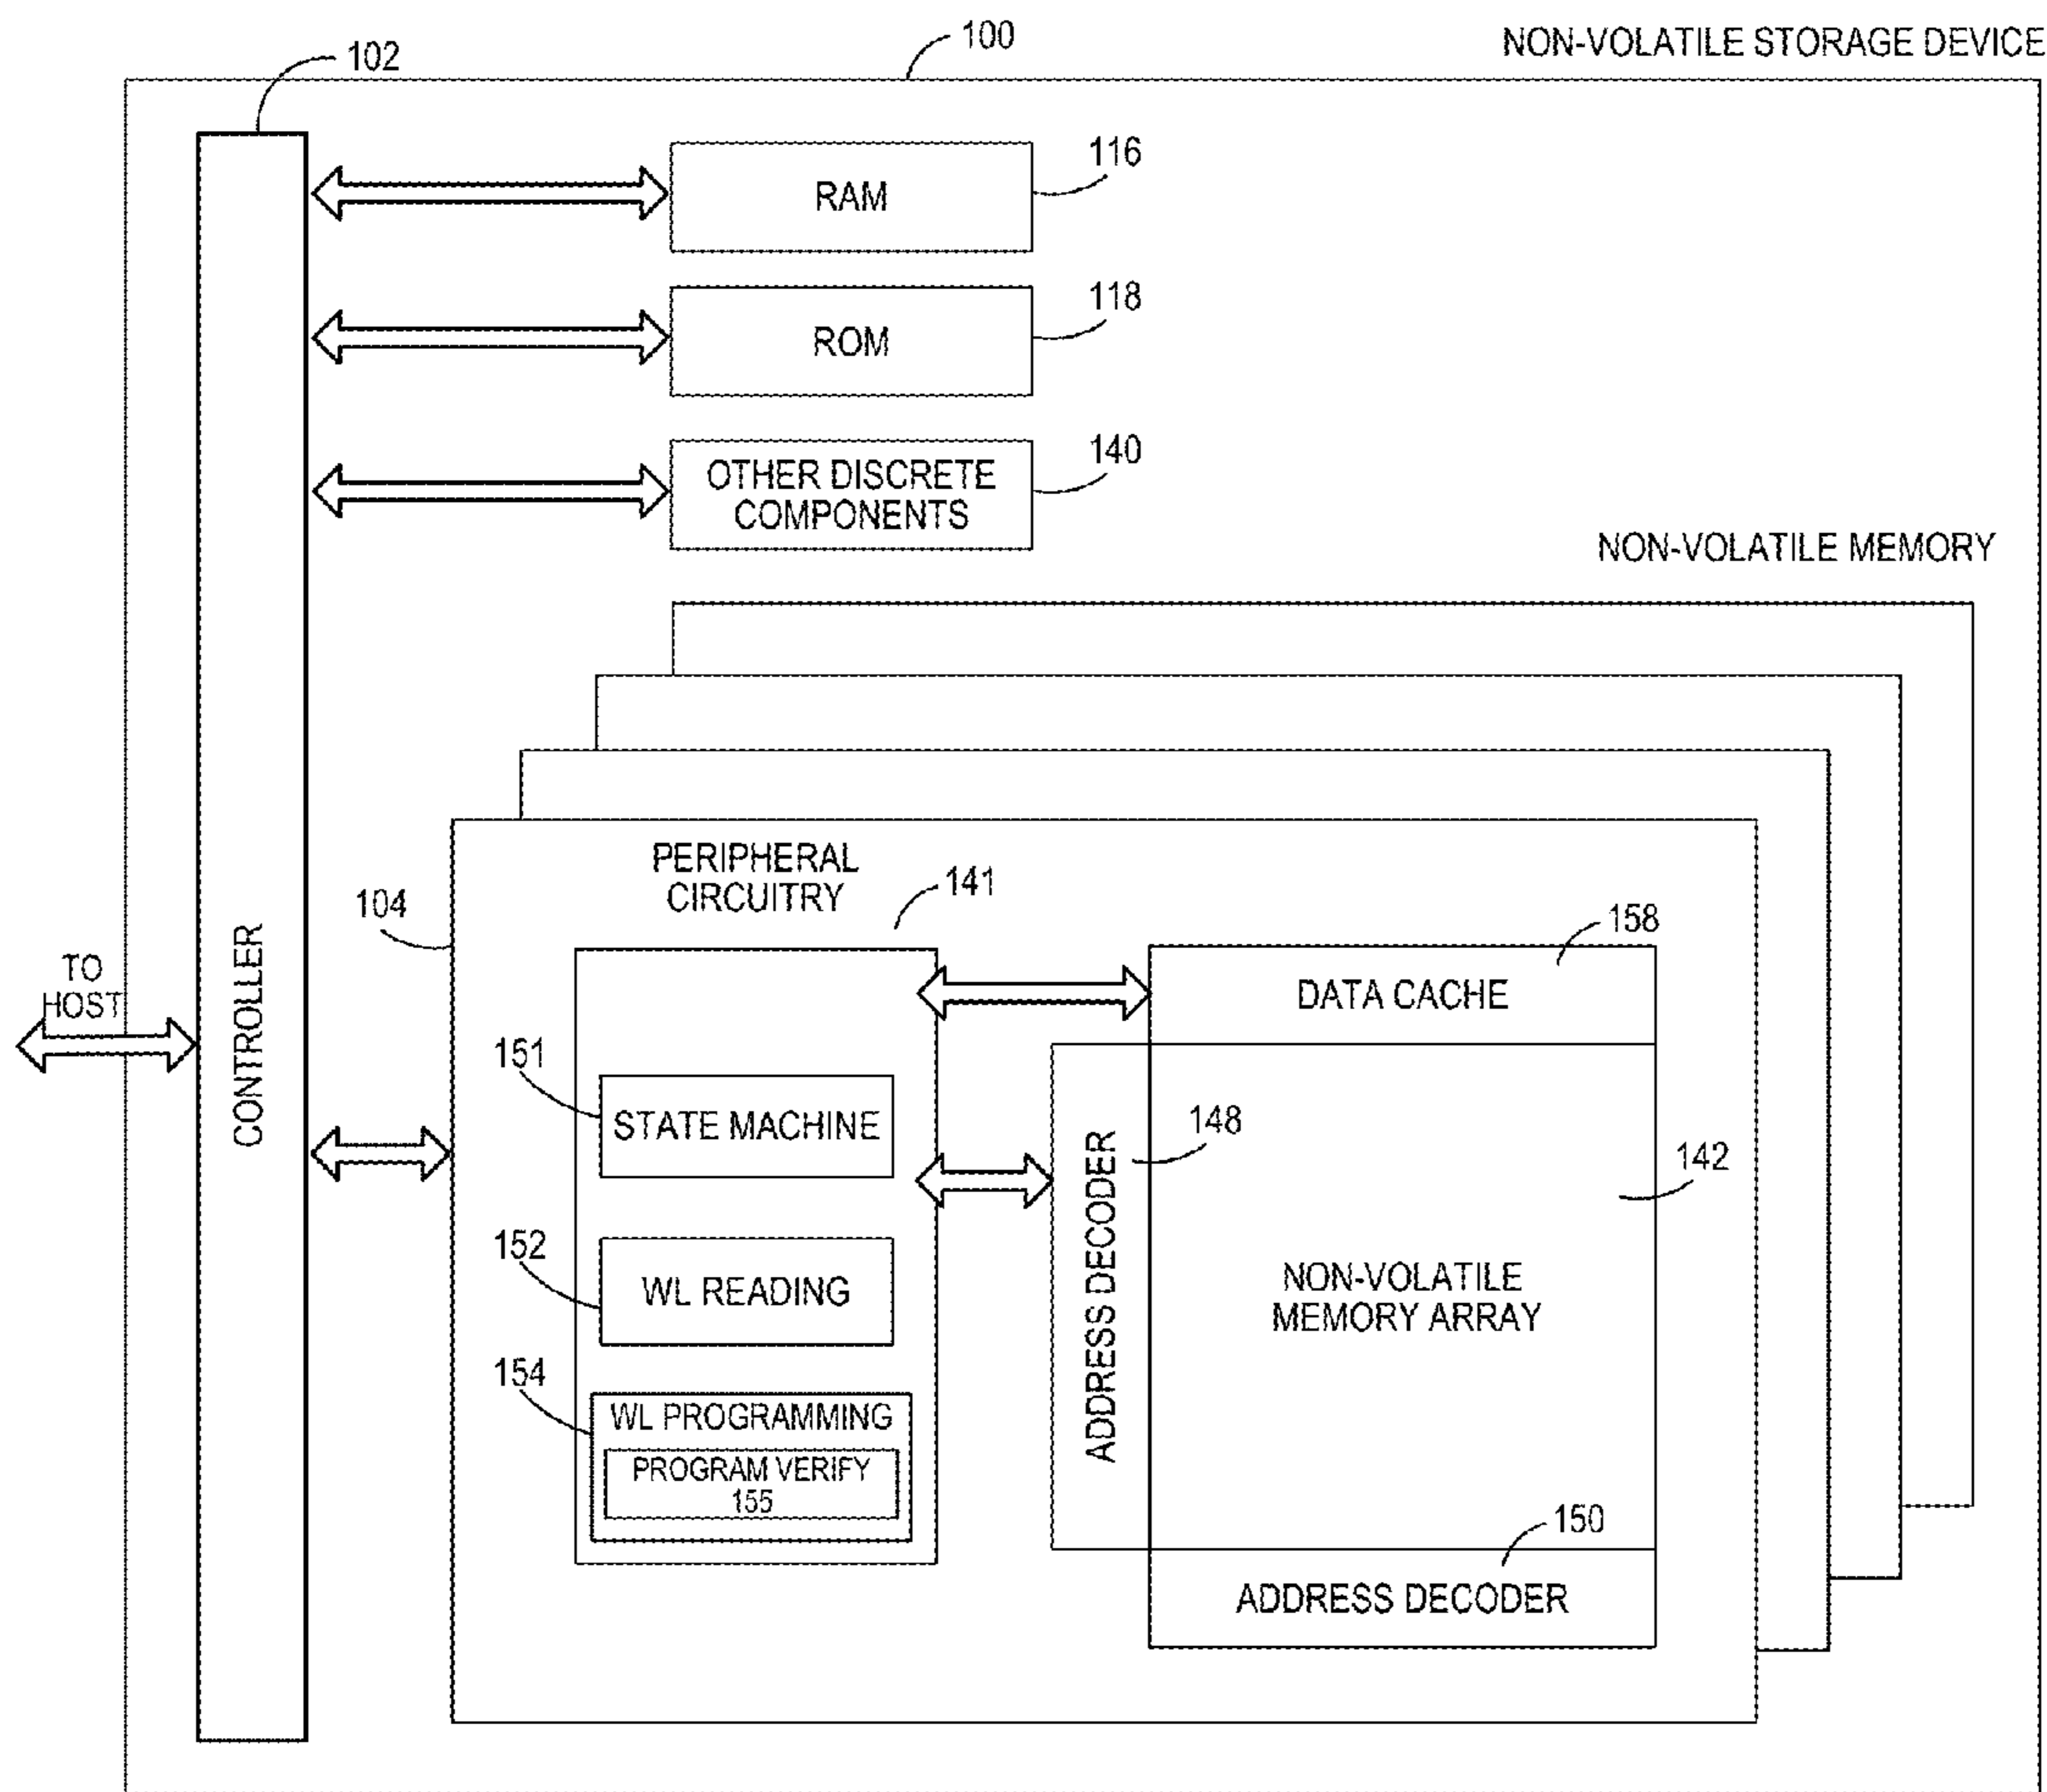 100
NON-VOLATILE STORAGE DEVICE
102
116
RAM
118
ROM
140
OTHER DISCRETE
COMPONENTS
NON-VOLATILE MEMORY
PERIPHERAL
CIRCUITRY
141
104
158
DATA CACHE
TO
HOST
CONTROLLER
151
STATE MACHINE
148
ADDRESS DECODER
142
152
WL READING
NON-VOLATILE
MEMORY ARRAY
154
WL PROGRAMMING
PROGRAM VERIFY
155
150
ADDRESS DECODER